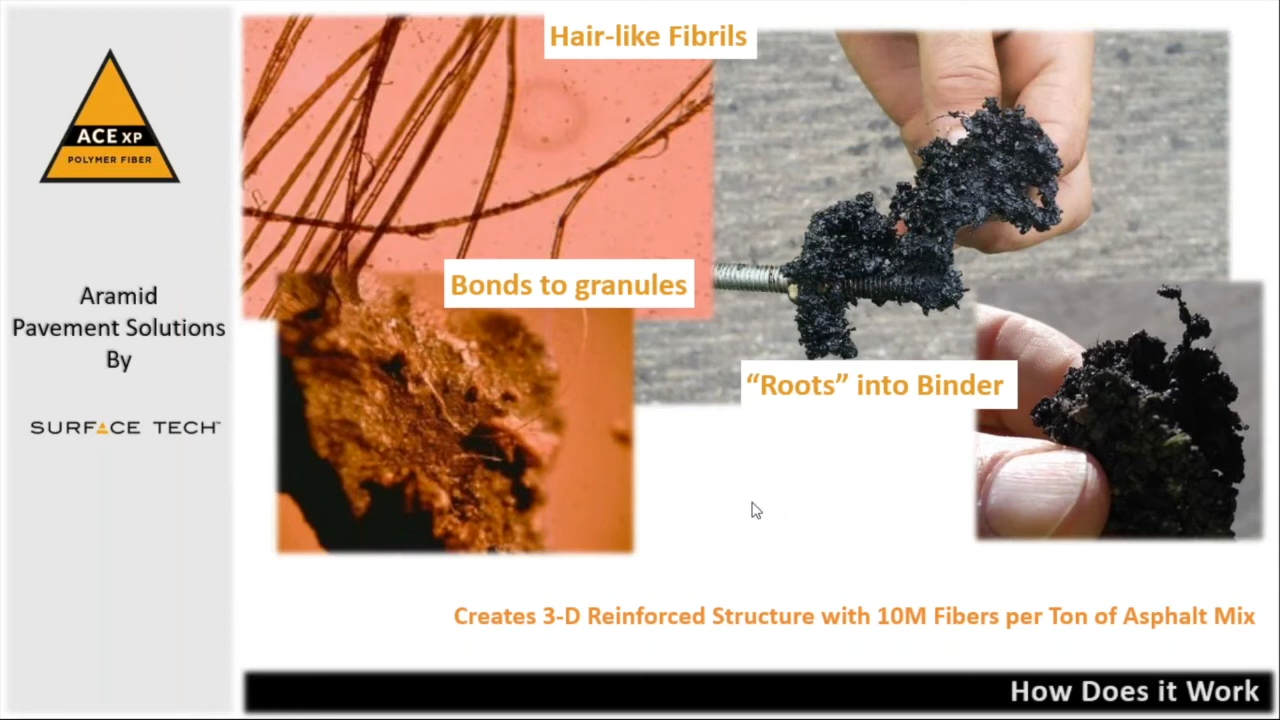 ACE XP
POLYMER FIBER
Aramid
Pavement Solutions
By
SURFACE TECH™
Hair-like Fibrils
Bonds to granules
“Roots” into Binder
Creates 3-D Reinforced Structure with 10M Fibers per Ton of Asphalt Mix
How Does it Work